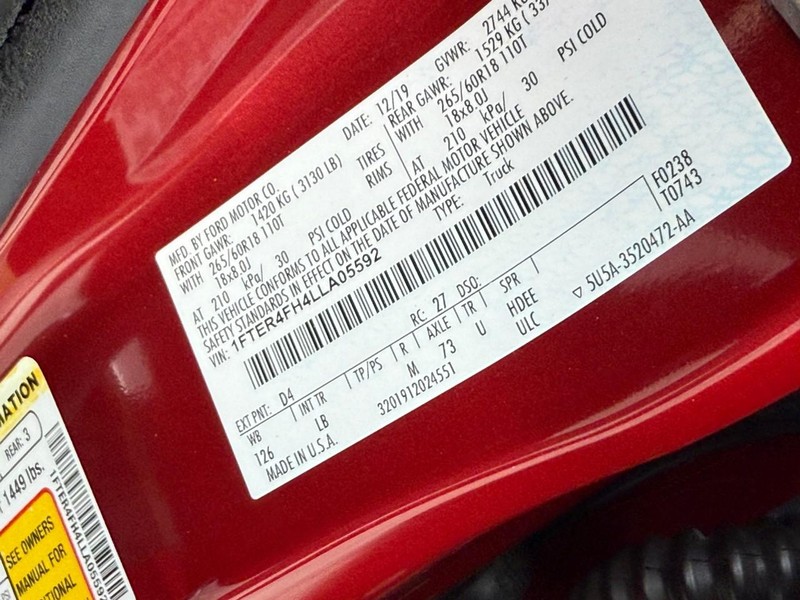 MFD. BY FORD MOTOR CO.
DATE: 12/19
GVWR: 2744 KG
FRONT GAWR: 1420 KG ( 3130 LB)
REAR GAWR: 1529 KG ( 337
WITH 265/60R18 110T TIRES
WITH 265/60R18 110T
18x8.0J RIMS
18x8.0J
AT 210 kPa/ 30 PSI COLD
AT 210 kPa/ 30 PSI COLD
THIS VEHICLE CONFORMS TO ALL APPLICABLE FEDERAL MOTOR VEHICLE
SAFETY STANDARDS IN EFFECT ON THE DATE OF MANUFACTURE SHOWN ABOVE.
VIN: 1FTER4FH4LLA05592
TYPE: Truck
F0238
T0743
EXT PNT: D4 RC: 27 DSO:
WB INT TR TP/PS R AXLE TR SPR
126 LB M 73 U HDEE
ULC
3201912024551
MADE IN U.S.A.
▽ 5U5A-3520472-AA
MATION
REAR: 3
1449 lbs.
SEE OWNERS
MANUAL FOR
1FTER4FH4LLA05592